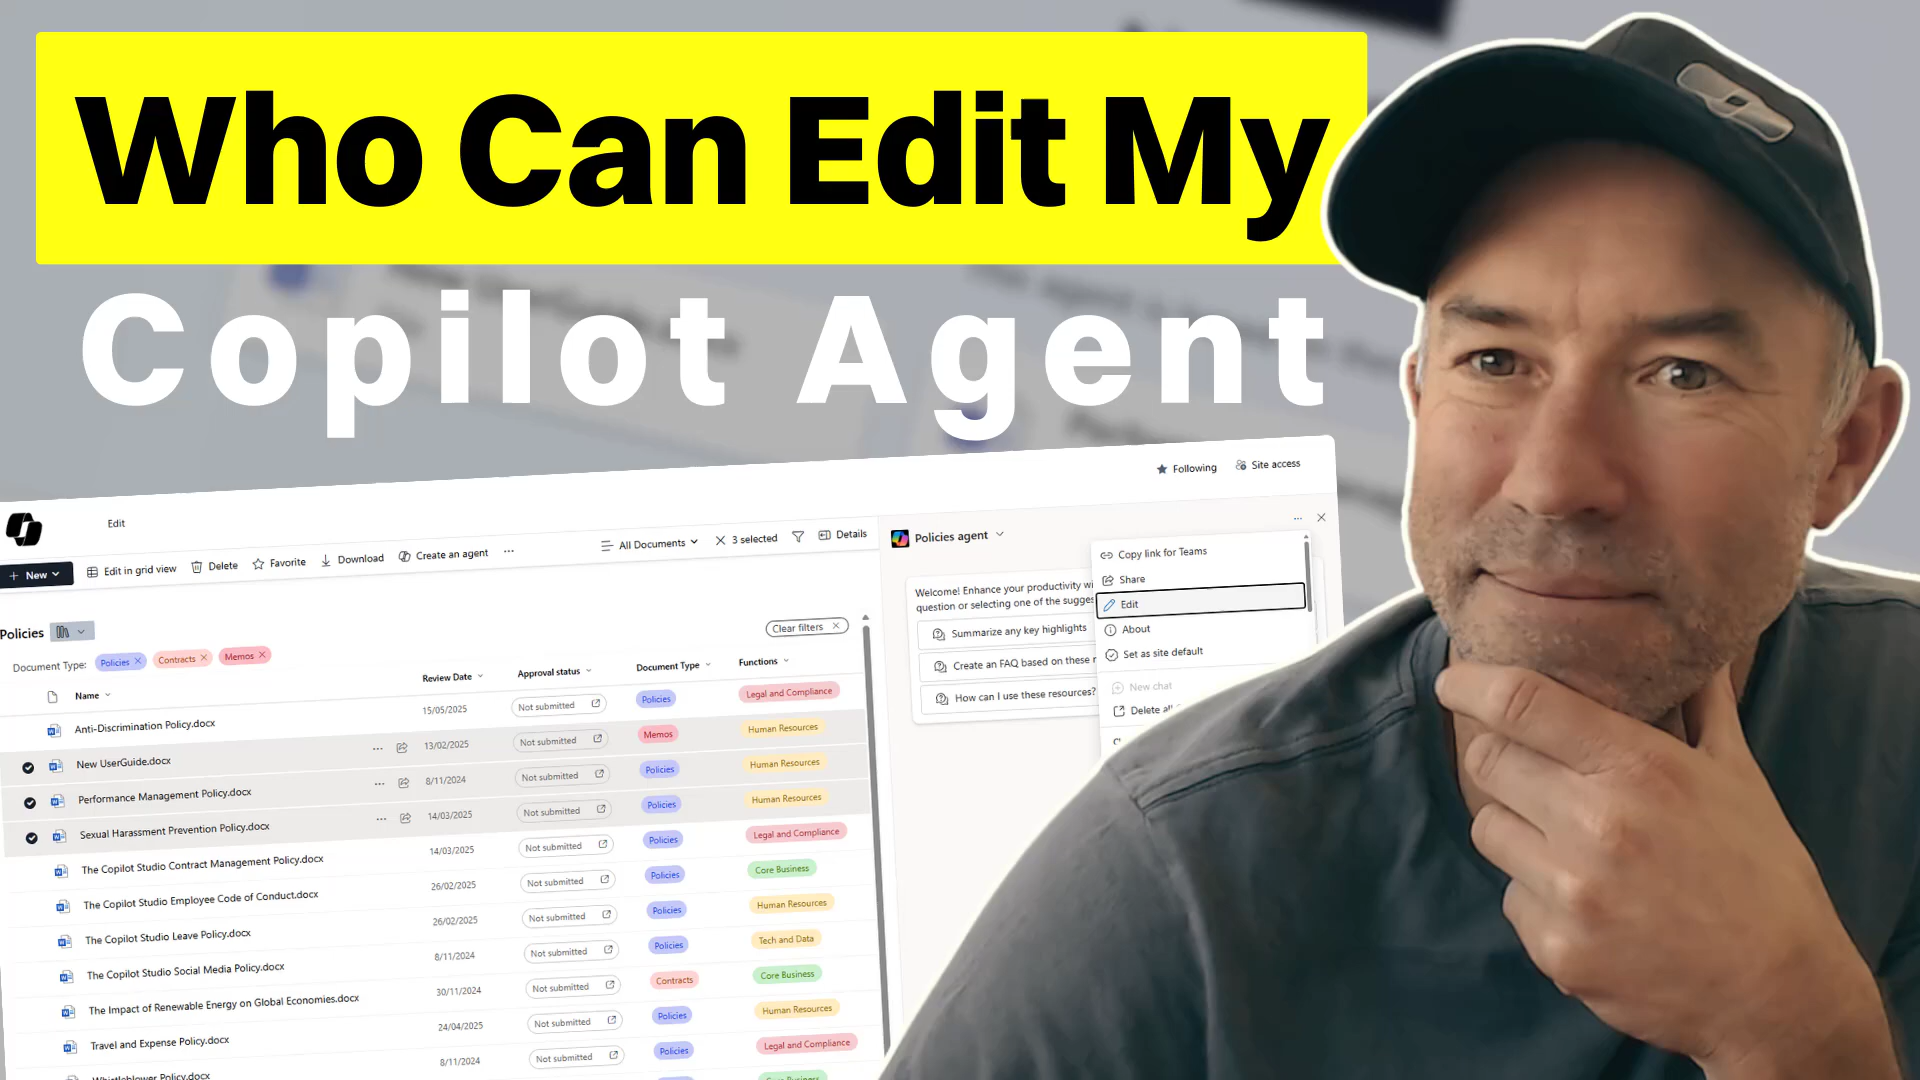 Who Can Edit My
Copilot Agent
Following
Site access
Edit
New
Edit in grid view
Delete
Favorite
Download
Create an agent
All Documents
3 selected
Details
Policies agent
Copy link for Teams
Share
Edit
About
Set as site default
New chat
Delete all
Welcome! Enhance your productivity
question or selecting one of the
Summarize any key highlights
Create an FAQ based on these
How can I use these resources?
Policies
Clear filters
Document Type: Policies Contracts Memos
Name Review Date Approval status Document Type Functions
Anti-Discrimination Policy.docx 15/05/2025 Not submitted Policies Legal and Compliance
New UserGuide.docx 13/02/2025 Not submitted Memos Human Resources
Performance Management Policy.docx 8/11/2024 Not submitted Policies Human Resources
Sexual Harassment Prevention Policy.docx 14/03/2025 Not submitted Policies Human Resources
The Copilot Studio Contract Management Policy.docx 14/03/2025 Not submitted Policies Legal and Compliance
The Copilot Studio Employee Code of Conduct.docx 26/02/2025 Not submitted Policies Core Business
The Copilot Studio Leave Policy.docx 26/02/2025 Not submitted Policies Human Resources
The Copilot Studio Social Media Policy.docx 8/11/2024 Not submitted Policies Tech and Data
The Impact of Renewable Energy on Global Economies.docx 30/11/2024 Not submitted Contracts Core Business
Travel and Expense Policy.docx 24/04/2025 Not submitted Policies Human Resources
Whistleblower Policy.docx 8/11/2024 Not submitted Policies Legal and Compliance